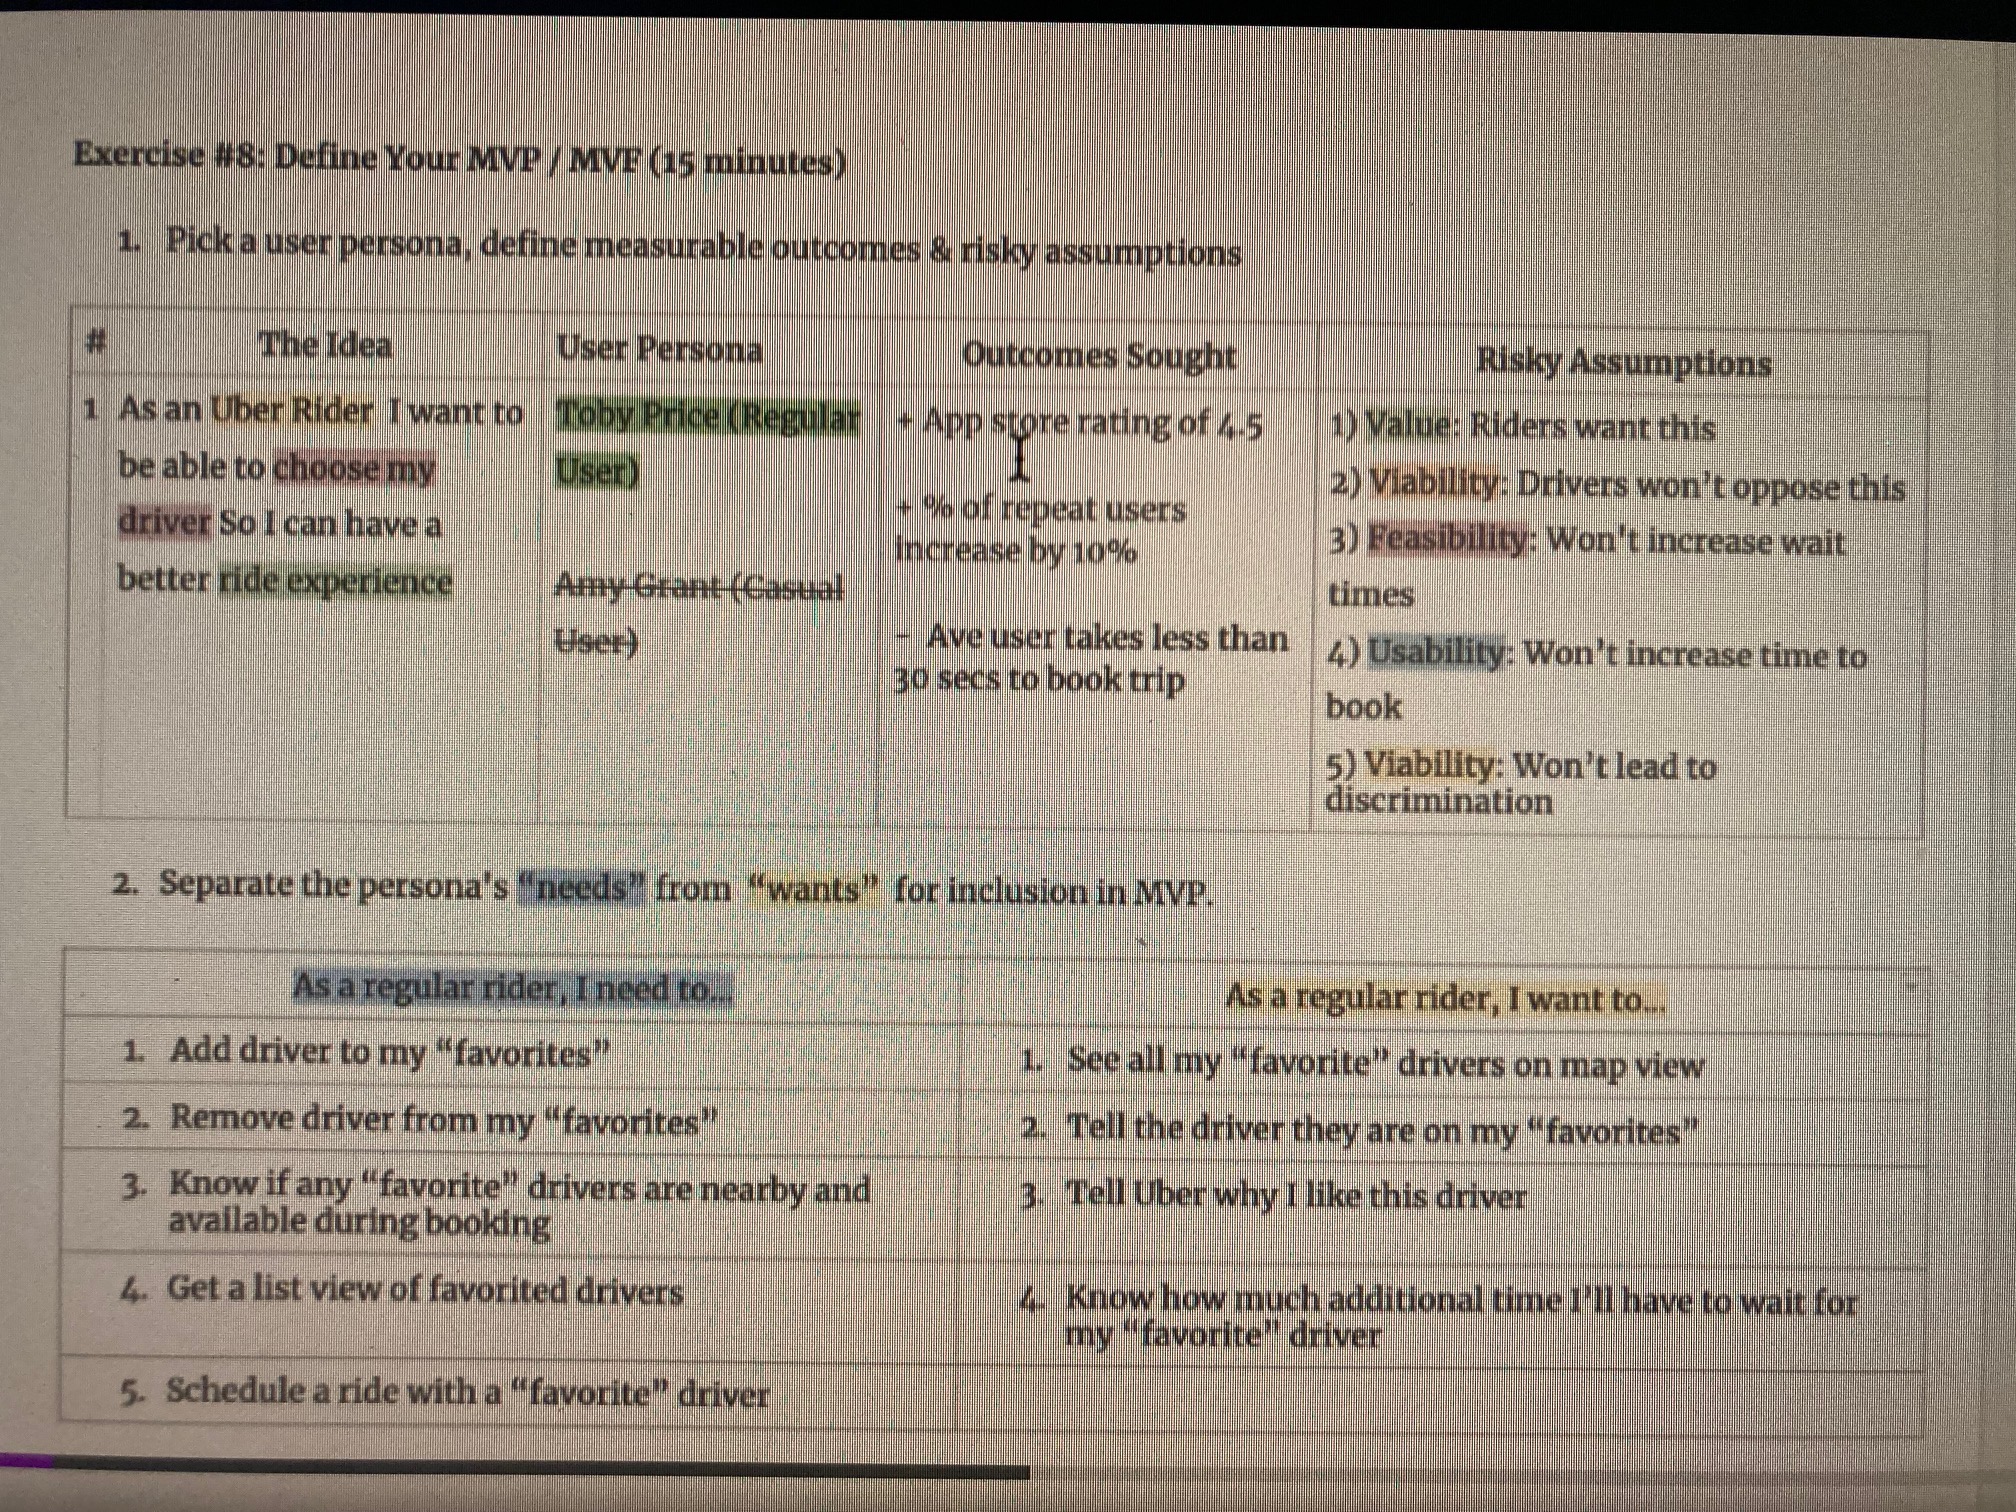 Exercise #8: Define Your MVP / MVF (15 minutes)
1. Pick a user persona, define measurable outcomes & risky assumptions
# The Idea User Persona Outcomes Sought Risky Assumptions
1 As an Uber Rider I want to
be able to choose my
driver So I can have a
better ride experience
Toby Price (Regular
User)
Amy Grant (Casual
User)
+ App store rating of 4.5
+ % of repeat users
increase by 10%
- Ave user takes less than
30 secs to book trip
1) Value: Riders want this
2) Viability: Drivers won't oppose this
3) Feasibility: Won't increase wait
times
4) Usability: Won't increase time to
book
5) Viability: Won't lead to
discrimination
2. Separate the persona's "needs" from "wants" for inclusion in MVP.
As a regular rider, I need to...
As a regular rider, I want to...
1. Add driver to my "favorites"
1. See all my "favorite" drivers on map view
2. Remove driver from my "favorites"
2. Tell the driver they are on my "favorites"
3. Know if any "favorite" drivers are nearby and
available during booking
3. Tell Uber why I like this driver
4. Get a list view of favorited drivers
4. Know how much additional time I'll have to wait for
my "favorite" driver
5. Schedule a ride with a "favorite" driver